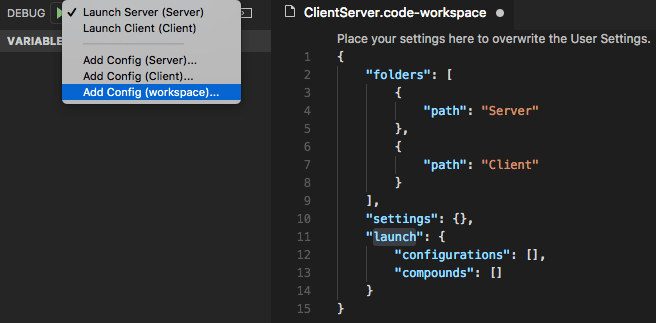 DEBUG
Launch Server (Server)
Launch Client (Client)
Add Config (Server)...
Add Config (Client)...
Add Config (workspace)...
VARIABLE
ClientServer.code-workspace
Place your settings here to overwrite the User Settings.
1 {
2 "folders": [
3 {
4 "path": "Server"
5 },
6 {
7 "path": "Client"
8 }
9 ],
10 "settings": {},
11 "launch": {
12 "configurations": [],
13 "compounds": []
14 }
15 }